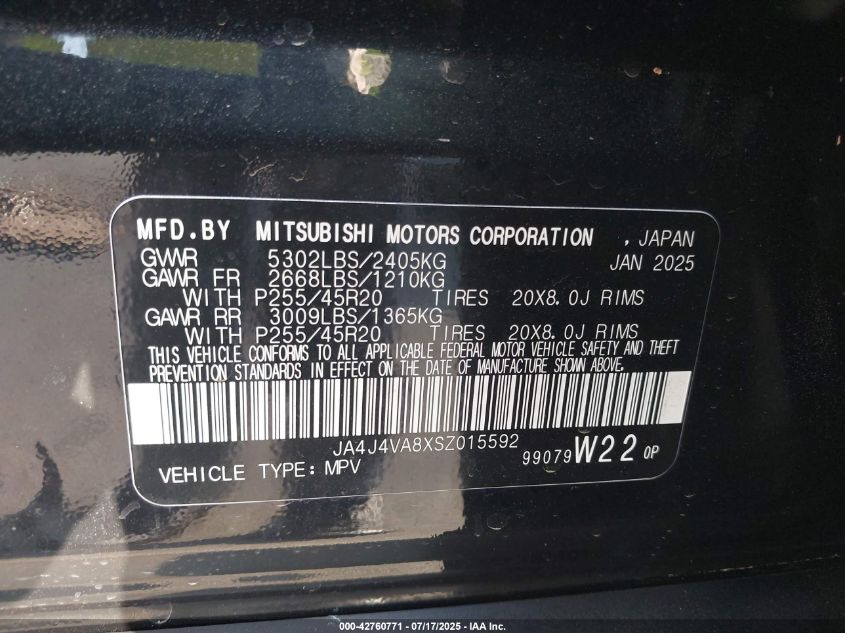 MFD.BY MITSUBISHI MOTORS CORPORATION , JAPAN
GVWR 5302LBS/2405KG JAN 2025
GAWR FR 2668LBS/1210KG
WITH P255/45R20 TIRES 20X8.0J RIMS
GAWR RR 3009LBS/1365KG
WITH P255/45R20 TIRES 20X8.0J RIMS
THIS VEHICLE CONFORMS TO ALL APPLICABLE FEDERAL MOTOR VEHICLE SAFETY AND THEFT
PREVENTION STANDARDS IN EFFECT ON THE DATE OF MANUFACTURE SHOWN ABOVE.
JA4J4VA8XSZ015592
99079 W22 0P
VEHICLE TYPE: MPV
000-42760771 - 07/17/2025 - IAA Inc.